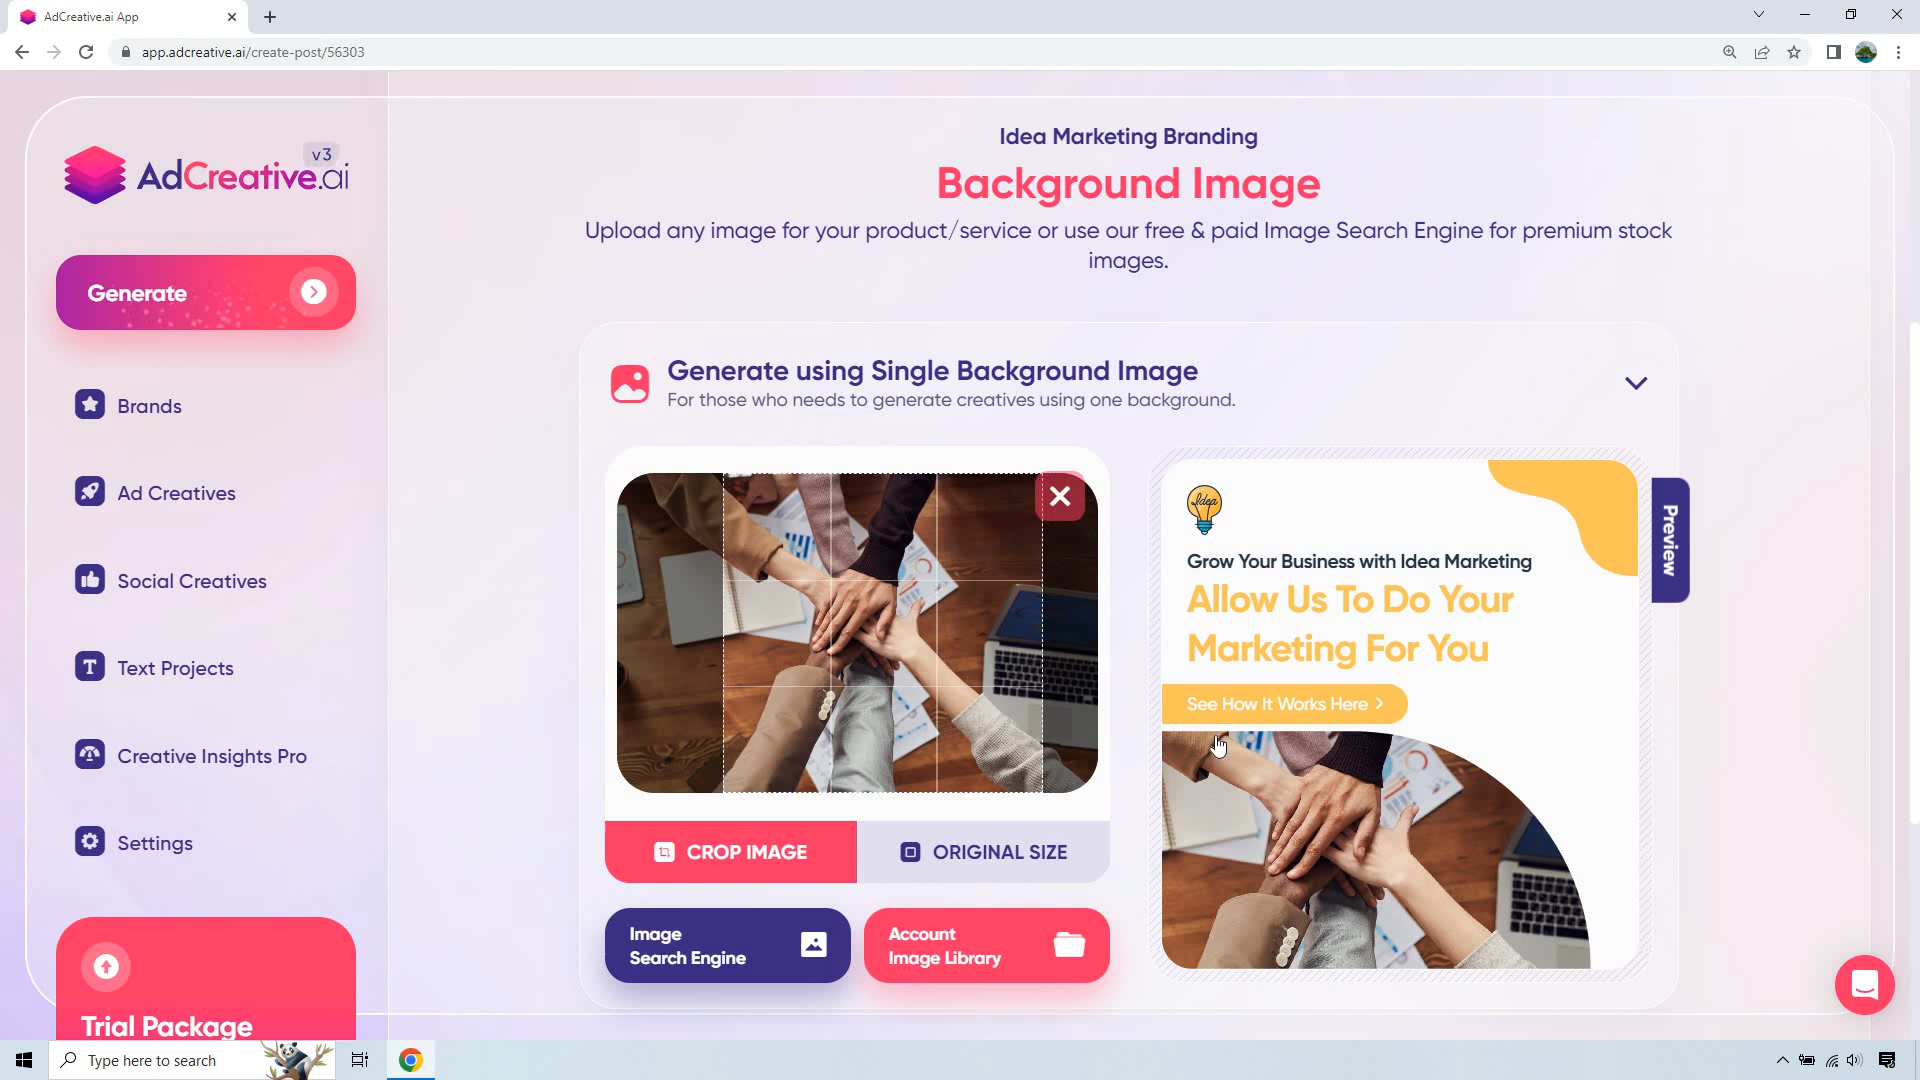 AdCreative.ai App
app.adcreative.ai/create-post/56303
v3
AdCreative.ai
Generate
Brands
Ad Creatives
Social Creatives
Text Projects
Creative Insights Pro
Settings
Trial Package
Idea Marketing Branding
Background Image
Upload any image for your product/service or use our free & paid Image Search Engine for premium stock
images.
Generate using Single Background Image
For those who needs to generate creatives using one background.
CROP IMAGE
ORIGINAL SIZE
Image
Search Engine
Account
Image Library
Idea
Grow Your Business with Idea Marketing
Allow Us To Do Your
Marketing For You
See How It Works Here
Preview
Type here to search